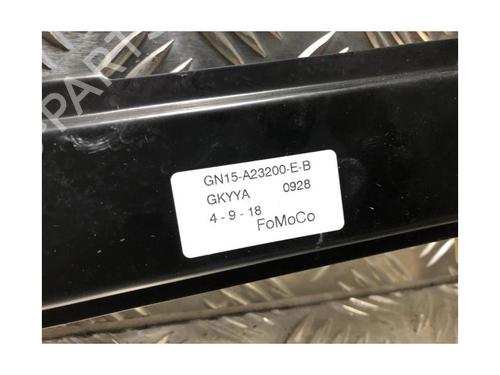 GN15-A23200-E-B
GKYYA 0928
4 - 9 - 18
FoMoCo